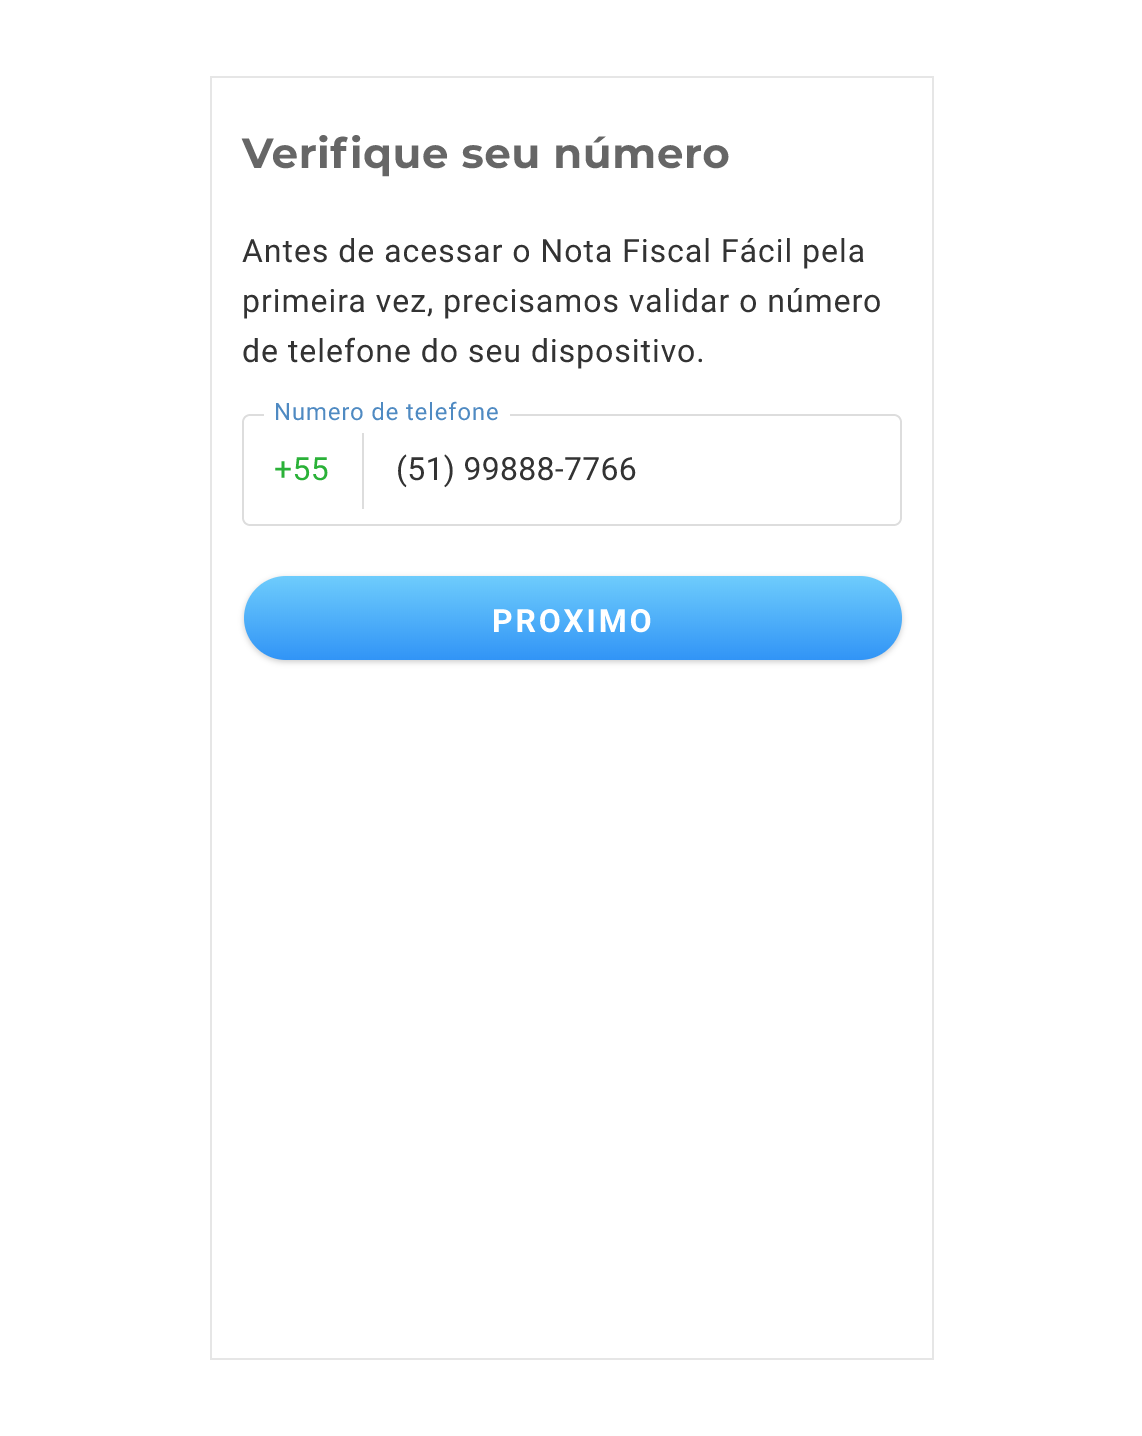 Verifique seu número
Antes de acessar o Nota Fiscal Fácil pela
primeira vez, precisamos validar o número
de telefone do seu dispositivo.
Numero de telefone
+55 (51) 99888-7766
PROXIMO